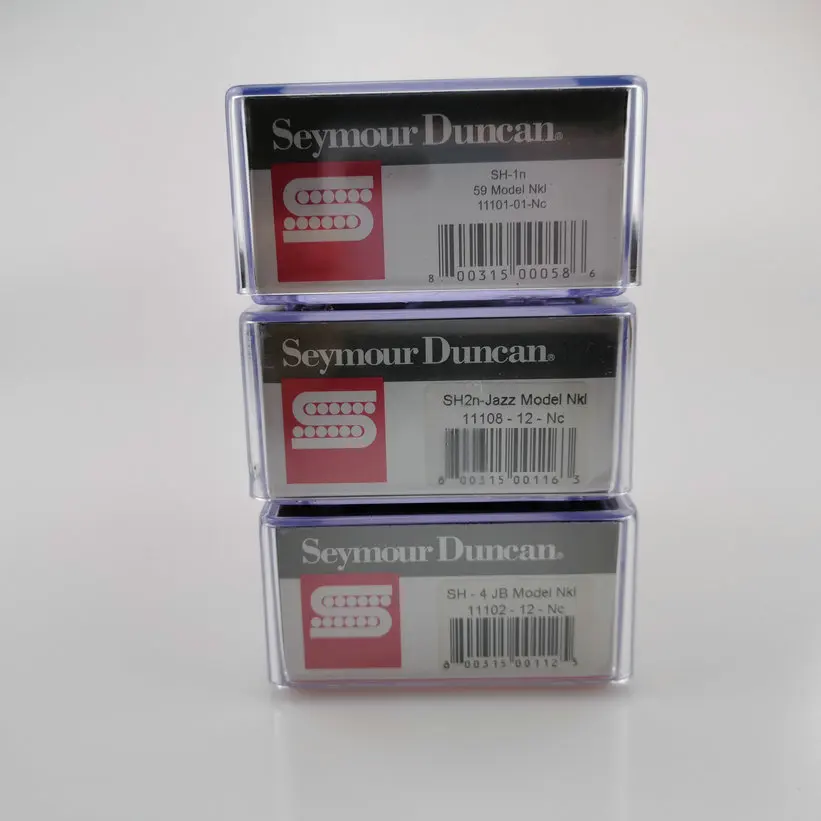 Seymour Duncan®
SH-1n
59 Model Nkl
11101-01-Nc
8 00315 00058 6
Seymour Duncan®
SH2n-Jazz Model Nkl
11108 - 12 - Nc
8 00315 00116 3
Seymour Duncan®
SH - 4 JB Model Nkl
11102 - 12 - Nc
8 00315 00112 5